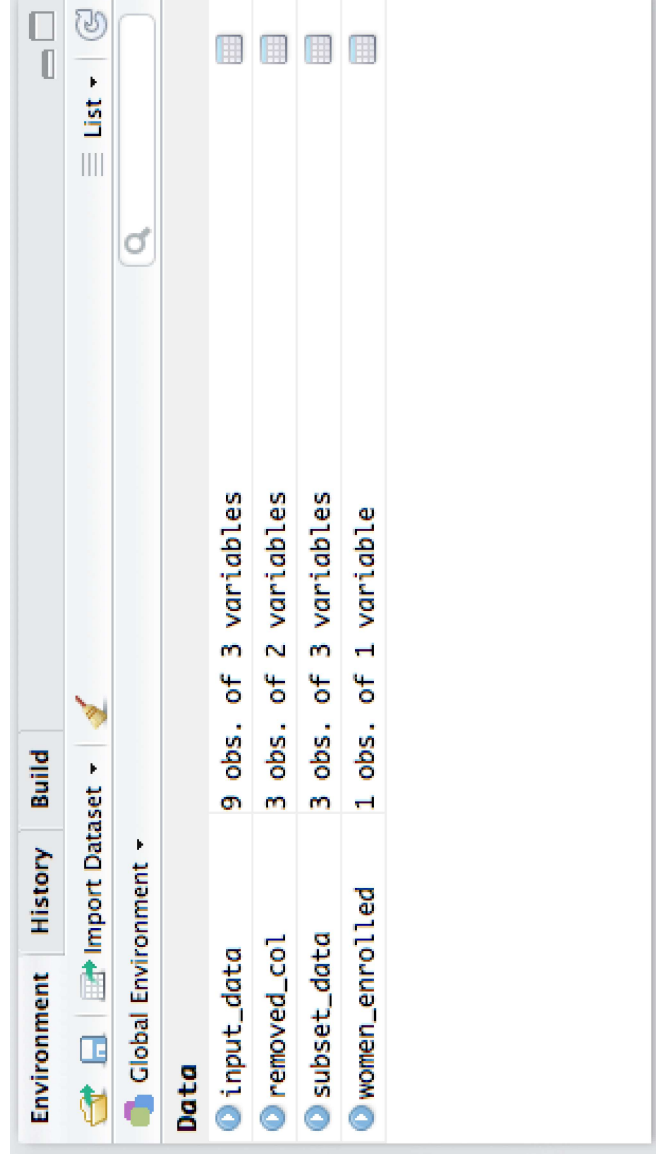 Environment History Build
Import Dataset List
Global Environment
Data
input_data 9 obs. of 3 variables
removed_col 3 obs. of 2 variables
subset_data 3 obs. of 3 variables
women_enrolled 1 obs. of 1 variable